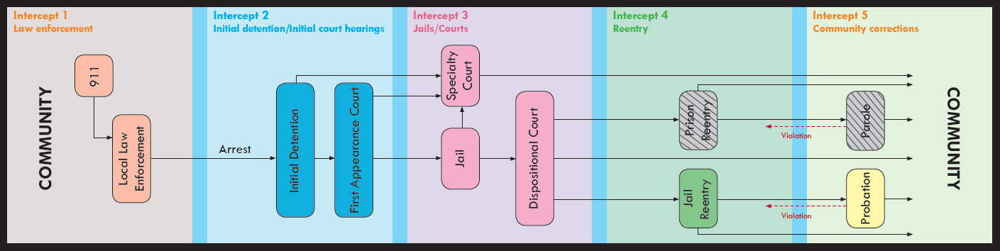 Intercept 1
Law enforcement
Intercept 2
Initial detention/Initial court hearings
Intercept 3
Jails/Courts
Intercept 4
Reentry
Intercept 5
Community corrections
COMMUNITY
911
Local Law
Enforcement
Arrest
Initial Detention
First Appearance Court
Specialty
Court
Jail
Dispositional Court
Prison
Reentry
Jail
Reentry
Violation
Violation
Parole
Probation
COMMUNITY